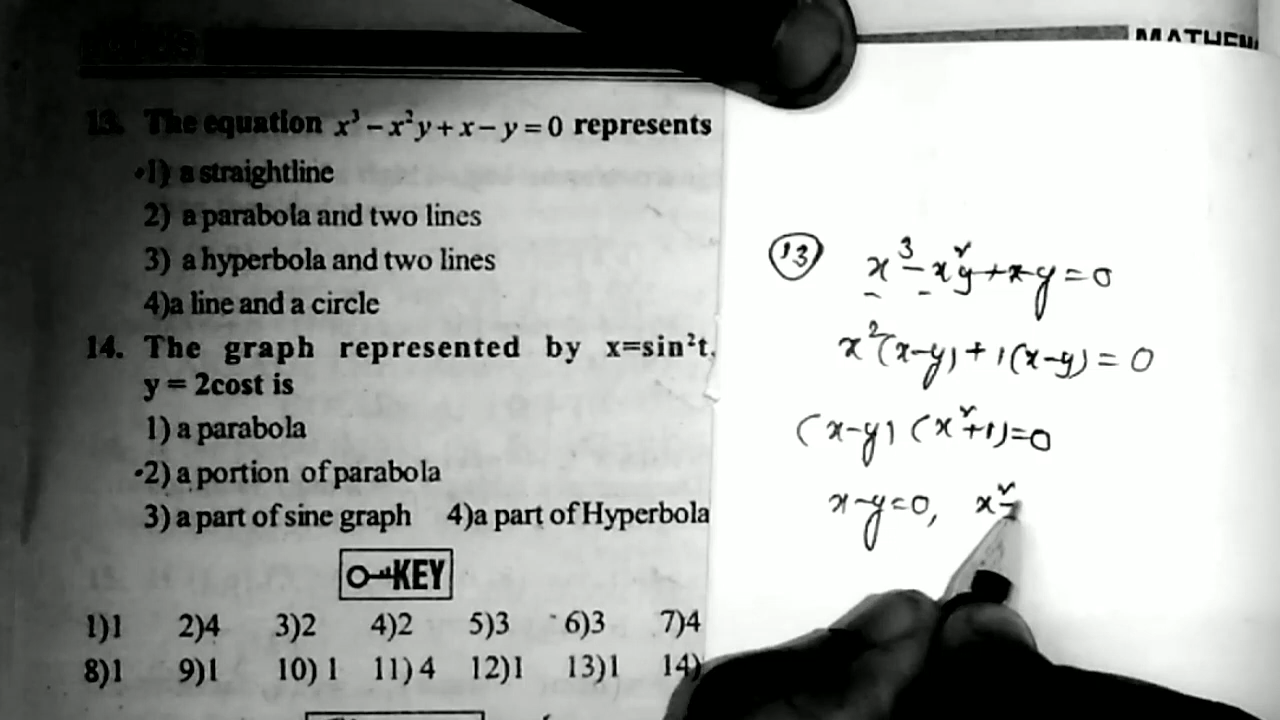 MATHEM
13. The equation x³ – x²y + x – y = 0 represents
1) a straightline
2) a parabola and two lines
3) a hyperbola and two lines
4)a line and a circle
14. The graph represented by x=sin²t,
y = 2cost is
1) a parabola
2) a portion of parabola
3) a part of sine graph 4)a part of Hyperbola
KEY
1)1 2)4 3)2 4)2 5)3 6)3 7)4
8)1 9)1 10) 1 11) 4 12)1 13)1 14)
13 x³ – x²y + x – y = 0
x²(x–y) + 1(x–y) = 0
(x–y) (x²+1)=0
x–y=0, x²